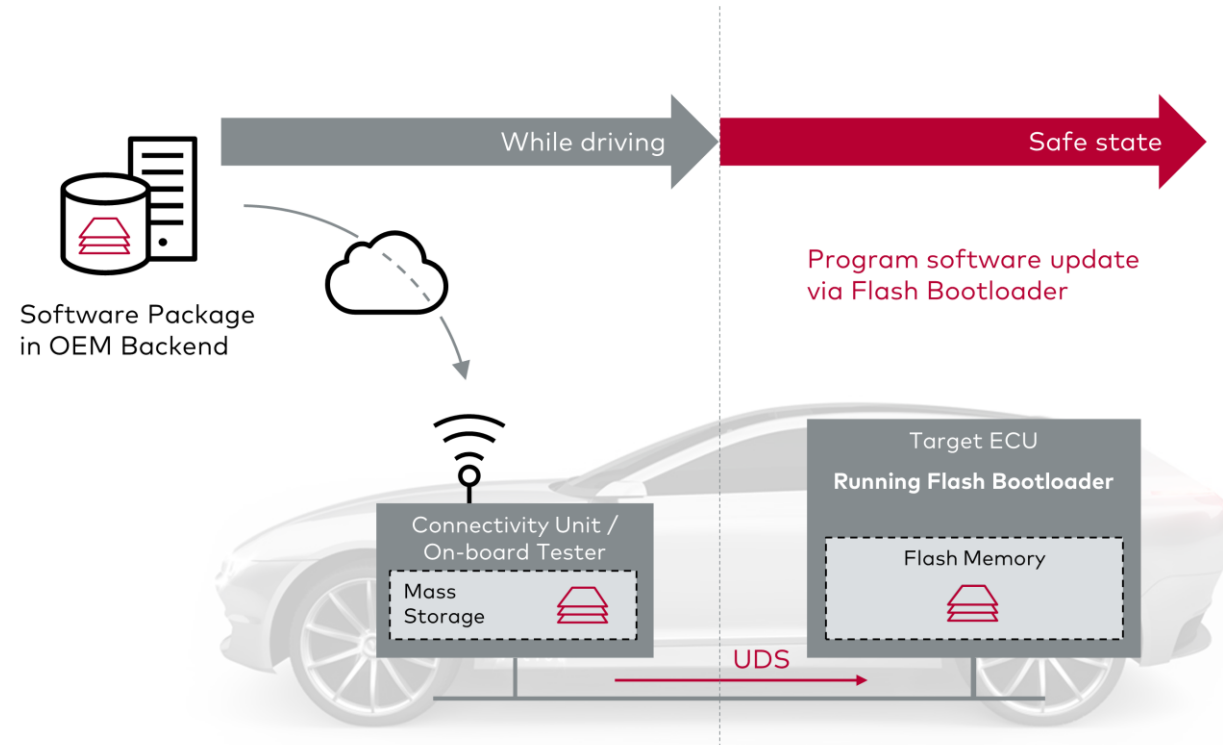 While driving
Safe state
Software Package
in OEM Backend
Program software update
via Flash Bootloader
Connectivity Unit /
On-board Tester
Mass
Storage
Target ECU
Running Flash Bootloader
Flash Memory
UDS